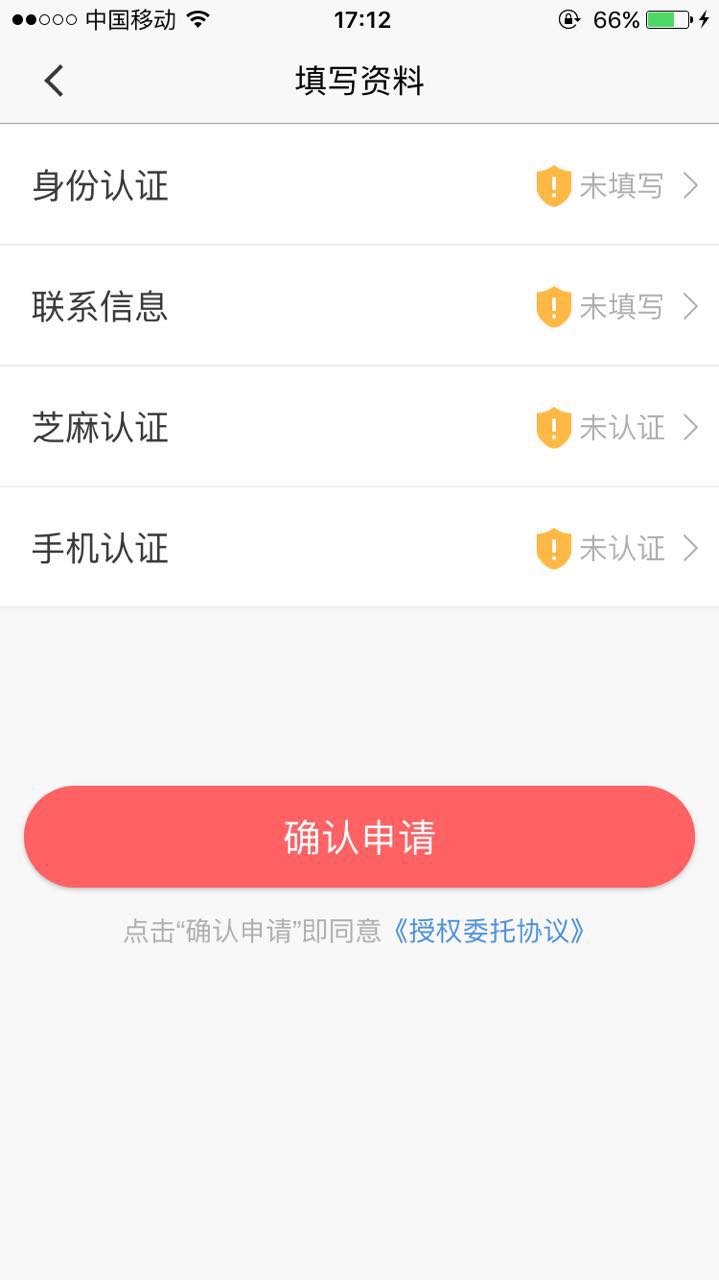 中国移动 17:12 66%
填写资料
身份认证 未填写
联系信息 未填写
芝麻认证 未认证
手机认证 未认证
确认申请
点击“确认申请”即同意《授权委托协议》